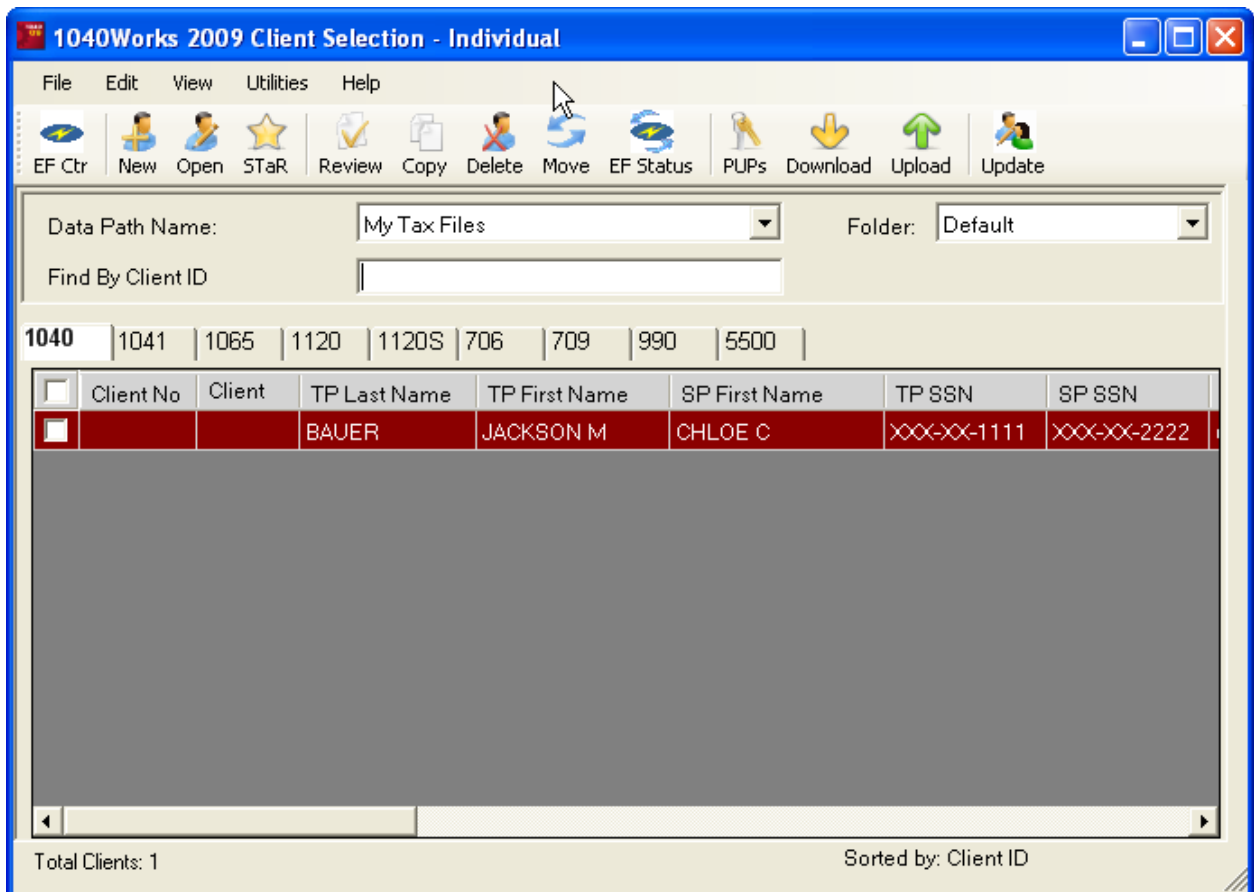 1040Works 2009 Client Selection - Individual
File Edit View Utilities Help
EF Ctr New Open STaR Review Copy Delete Move EF Status PUPs Download Upload Update
Data Path Name: My Tax Files Folder: Default
Find By Client ID
1040 1041 1065 1120 1120S 706 709 990 5500
Client No Client TP Last Name TP First Name SP First Name TP SSN SP SSN
BAUER JACKSON M CHLOE C XXX-XX-1111 XXX-XX-2222
Total Clients: 1 Sorted by: Client ID